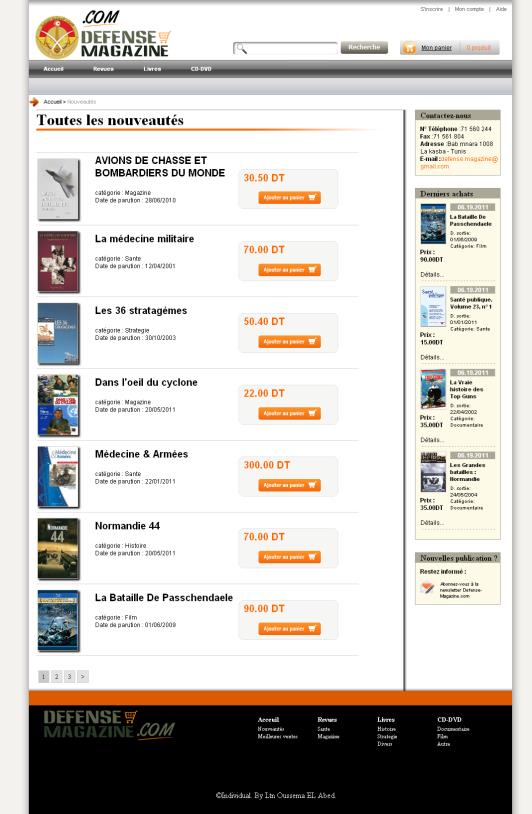 S'inscrire | Mon compte | Aide
.COM
DEFENSE
MAGAZINE
Recherche
Mon panier 0 produit
Accueil Revues Livres CD-DVD
Accueil > Nouveautés
Toutes les nouveautés
AVIONS DE CHASSE ET
BOMBARDIERS DU MONDE
catégorie : Magazine
Date de parution : 28/06/2010
30.50 DT
Ajouter au panier
La médecine militaire
catégorie : Sante
Date de parution : 12/04/2001
70.00 DT
Ajouter au panier
Les 36 stratagémes
catégorie : Strategie
Date de parution : 30/10/2003
50.40 DT
Ajouter au panier
Dans l'oeil du cyclone
catégorie : Magazine
Date de parution : 20/05/2011
22.00 DT
Ajouter au panier
Médecine & Armées
catégorie : Sante
Date de parution : 22/01/2011
300.00 DT
Ajouter au panier
Normandie 44
catégorie : Histoire
Date de parution : 20/05/2011
70.00 DT
Ajouter au panier
La Bataille De Passchendaele
catégorie : Film
Date de parution : 01/06/2009
90.00 DT
Ajouter au panier
1 2 3 >
Contactez-nous
N° Téléphone :71 560 244
Fax :71 561 804
Adresse :Bab mnara 1008
La kasba - Tunis
E-mail:defense.magazine@
gmail.com
Derniers achats
06.19.2011
La Bataille De
Passchendaele
D. sortie:
01/06/2009
Catégorie: Film
Prix :
90.00DT
Détails...
06.19.2011
Santé publique,
Volume 23, n° 1
D. sortie:
01/01/2011
Catégorie: Sante
Prix :
15.00DT
Détails...
06.19.2011
La Vraie
histoire des
Top Guns
D. sortie:
22/04/2002
Catégorie:
Documentaire
Prix :
35.00DT
Détails...
06.19.2011
Les Grandes
batailles :
Normandie
D. sortie:
24/05/2004
Catégorie:
Documentaire
Prix :
35.00DT
Détails...
Nouvelles publication ?
Restez informé :
Abonnez-vous à la
newsletter Defense-
Magazine.com
DEFENSE
MAGAZINE .COM
Accueil
Nouveautés
Meilleures ventes
Revues
Sante
Magazine
Livres
Histoire
Strategie
Divers
CD-DVD
Documentaire
Film
Autre
©Individual. By Ltn Oussema EL Abed.